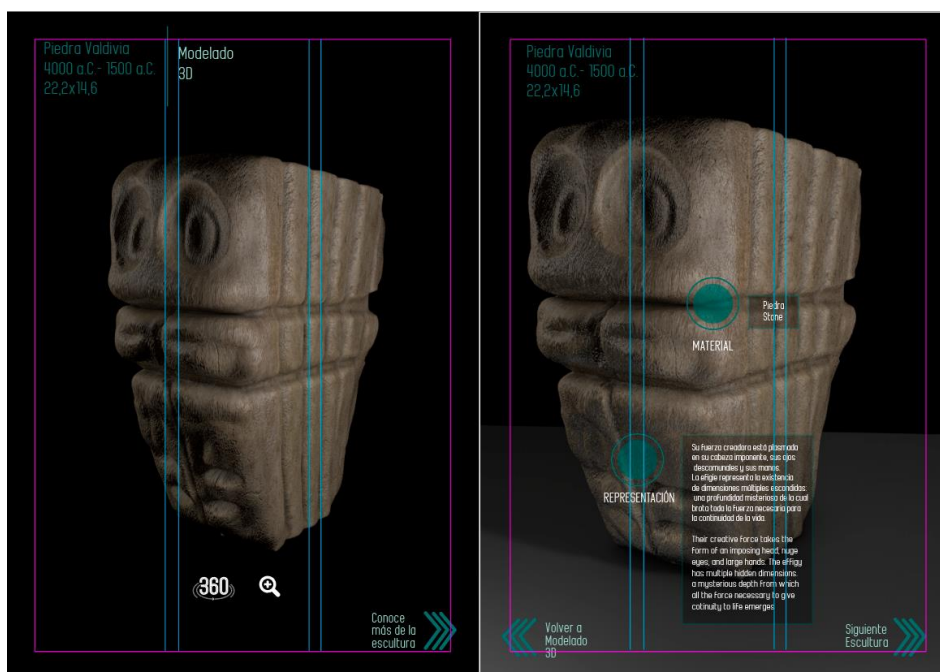 Piedra Valdivia
4000 a.C.- 1500 a.C.
22,2x14,6
Modelado
3D
360
Conoce
más de la
escultura
Piedra Valdivia
4000 a.C.- 1500 a.C.
22,2x14,6
Piedra
Stone
MATERIAL
REPRESENTACIÓN
Su fuerza creadora está plasmada
en su cabeza imponente, sus ojos
descomunales y sus manos.
La efigie representa la existencia
de dimensiones múltiples escondidas:
una profundidad misteriosa de la cual
brota toda la fuerza necesaria para
la continuidad de la vida.
Their creative force takes the
form of an imposing head, huge
eyes, and large hands. The effigy
has multiple hidden dimensions:
a mysterious depth from which
all the force necessary to give
cotinuity to life emerges.
Volver a
Modelado
3D
Siguiente
Escultura